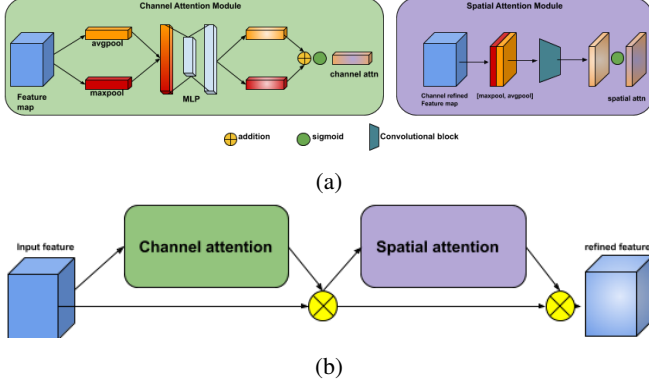 Channel Attention Module
avgpool
maxpool
Feature
map
MLP
channel attn
Spatial Attention Module
Channel refined
Feature map
[maxpool, avgpool]
spatial attn
addition
sigmoid
Convolutional block
(a)
Input feature
Channel attention
Spatial attention
refined feature
(b)